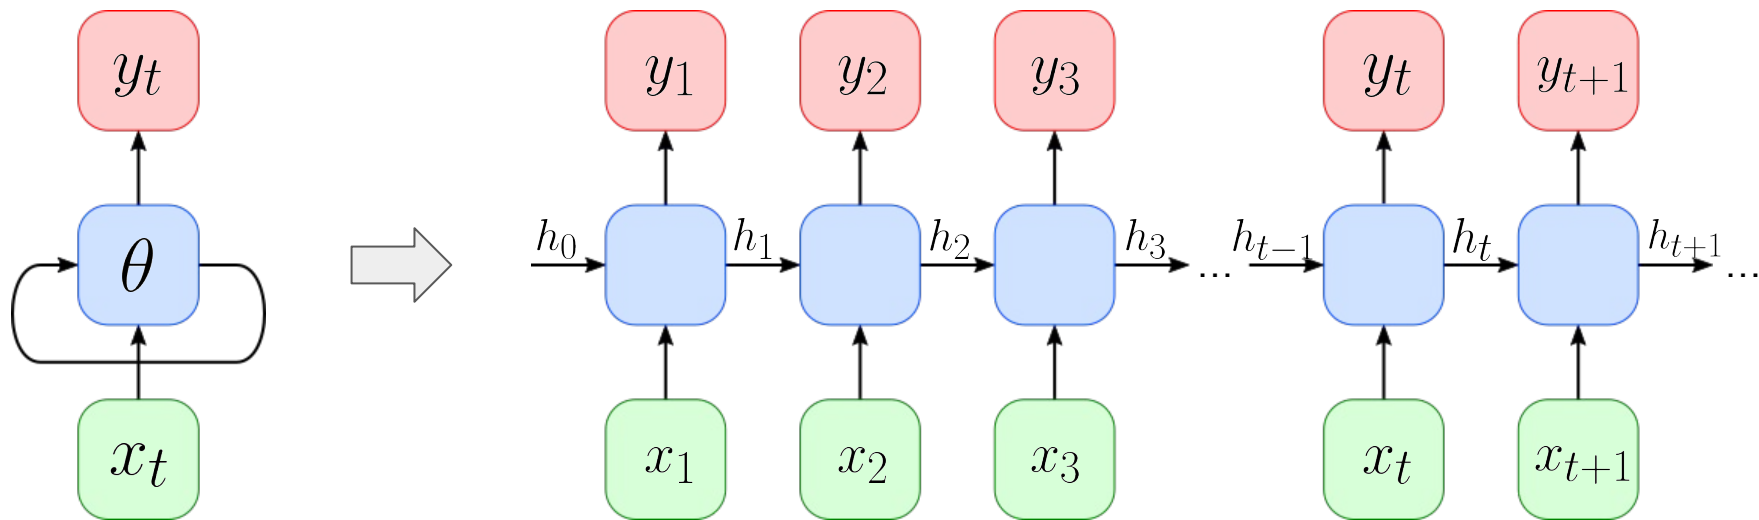 y_t y_1 y_2 y_3 y_t y_{t+1}
θ h_0 h_1 h_2 h_3 ... h_{t-1} h_t h_{t+1} ...
x_t x_1 x_2 x_3 x_t x_{t+1}